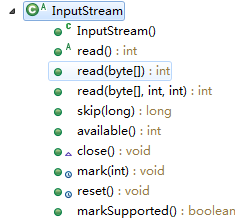 InputStream
InputStream()
read() : int
read(byte[]) : int
read(byte[], int, int) : int
skip(long) : long
available() : int
close() : void
mark(int) : void
reset() : void
markSupported() : boolean